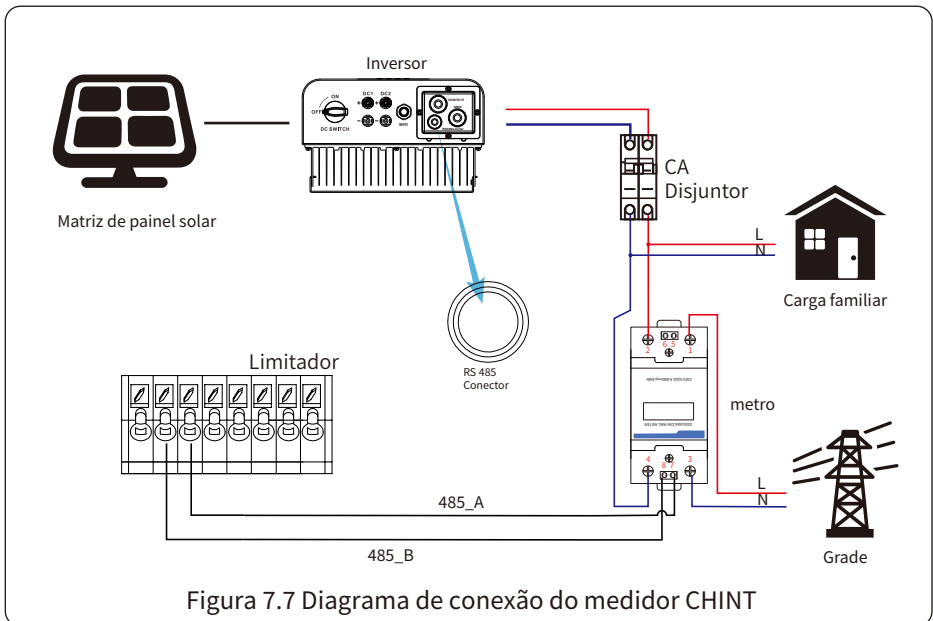 Inversor
ON
OFF
DC SWITCH
DC1 DC2
WIFI
Matriz de painel solar
CA
Disjuntor
L
N
Carga familiar
RS 485
Conector
Limitador
2 6 5 1
metro
4 8 7 3
L
N
485_A
485_B
Grade
Figura 7.7 Diagrama de conexão do medidor CHINT